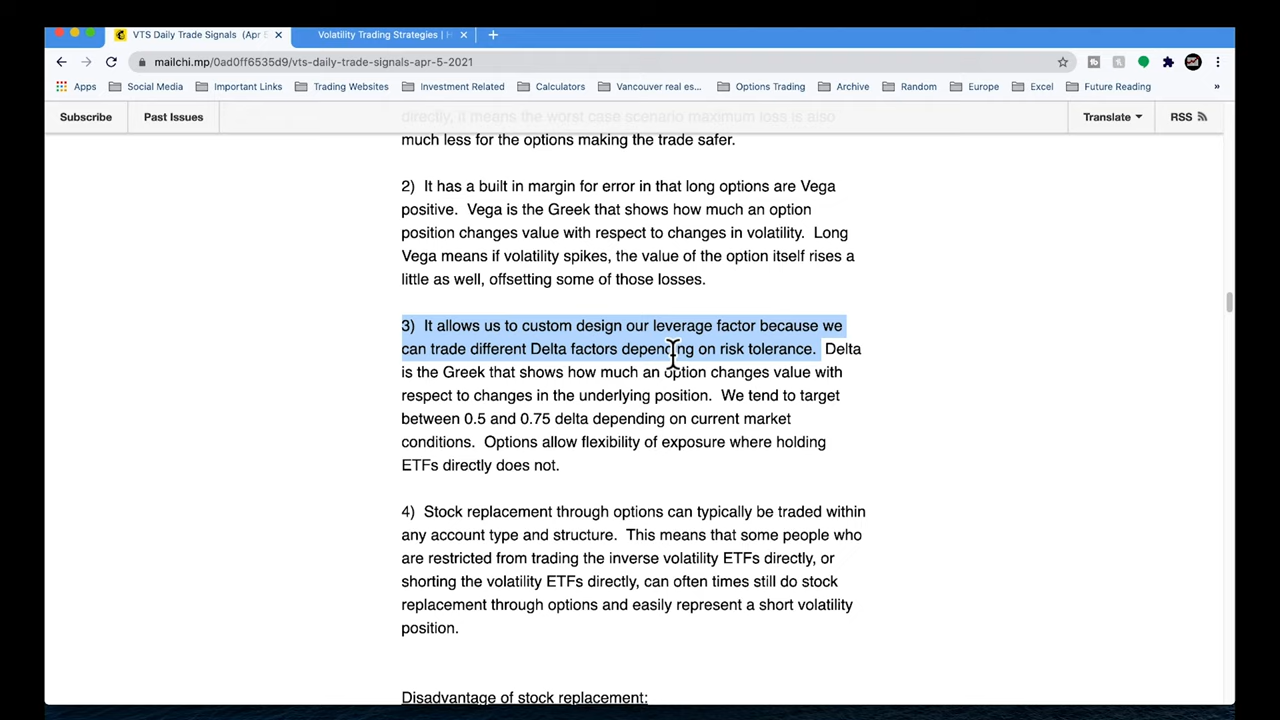 VTS Daily Trade Signals (Apr
Volatility Trading Strategies |
mailchi.mp/0ad0ff6535d9/vts-daily-trade-signals-apr-5-2021
Apps Social Media Important Links Trading Websites Investment Related Calculators Vancouver real es... Options Trading Archive Random Europe Excel Future Reading »
Subscribe Past Issues Translate RSS
directly, it means the worst case scenario maximum loss is also
much less for the options making the trade safer.
2) It has a built in margin for error in that long options are Vega
positive. Vega is the Greek that shows how much an option
position changes value with respect to changes in volatility. Long
Vega means if volatility spikes, the value of the option itself rises a
little as well, offsetting some of those losses.
3) It allows us to custom design our leverage factor because we
can trade different Delta factors depending on risk tolerance. Delta
is the Greek that shows how much an option changes value with
respect to changes in the underlying position. We tend to target
between 0.5 and 0.75 delta depending on current market
conditions. Options allow flexibility of exposure where holding
ETFs directly does not.
4) Stock replacement through options can typically be traded within
any account type and structure. This means that some people who
are restricted from trading the inverse volatility ETFs directly, or
shorting the volatility ETFs directly, can often times still do stock
replacement through options and easily represent a short volatility
position.
Disadvantage of stock replacement: